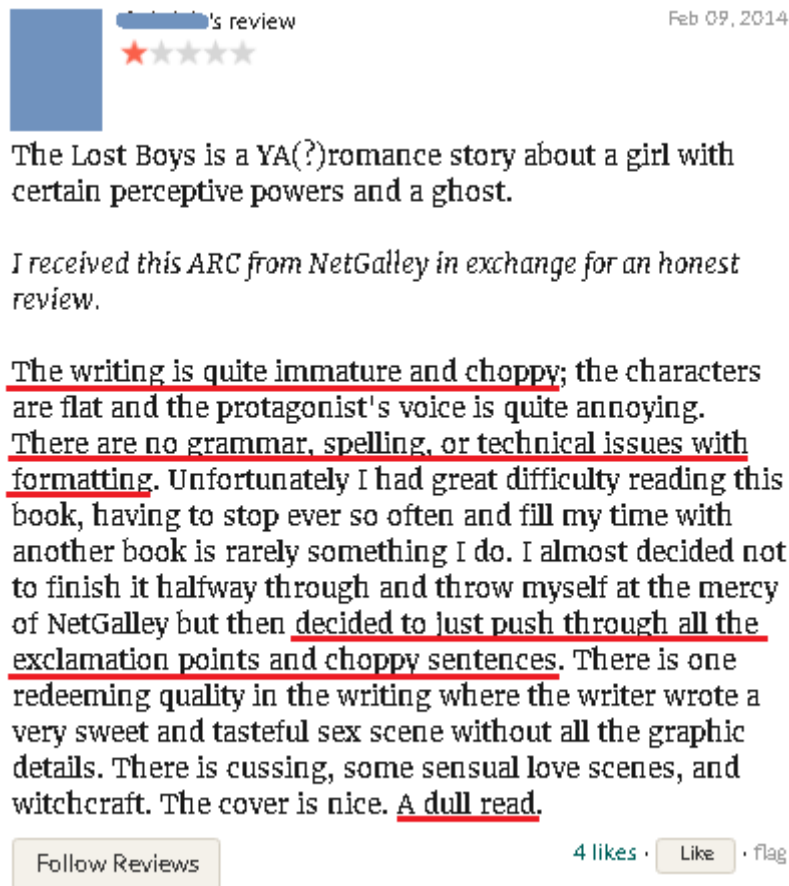 's review
Feb 09, 2014
The Lost Boys is a YA(?)romance story about a girl with
certain perceptive powers and a ghost.
I received this ARC from NetGalley in exchange for an honest
review.
The writing is quite immature and choppy; the characters
are flat and the protagonist's voice is quite annoying.
There are no grammar, spelling, or technical issues with
formatting. Unfortunately I had great difficulty reading this
book, having to stop ever so often and fill my time with
another book is rarely something I do. I almost decided not
to finish it halfway through and throw myself at the mercy
of NetGalley but then decided to just push through all the
exclamation points and choppy sentences. There is one
redeeming quality in the writing where the writer wrote a
very sweet and tasteful sex scene without all the graphic
details. There is cussing, some sensual love scenes, and
witchcraft. The cover is nice. A dull read.
Follow Reviews
4 likes · Like · flag